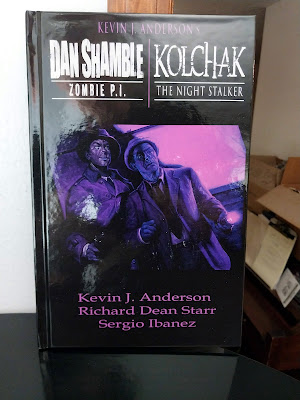 KEVIN J. ANDERSON'S
DAN SHAMBLE
ZOMBIE P.I.
KOLCHAK
THE NIGHT STALKER
Kevin J. Anderson
Richard Dean Starr
Sergio Ibanez